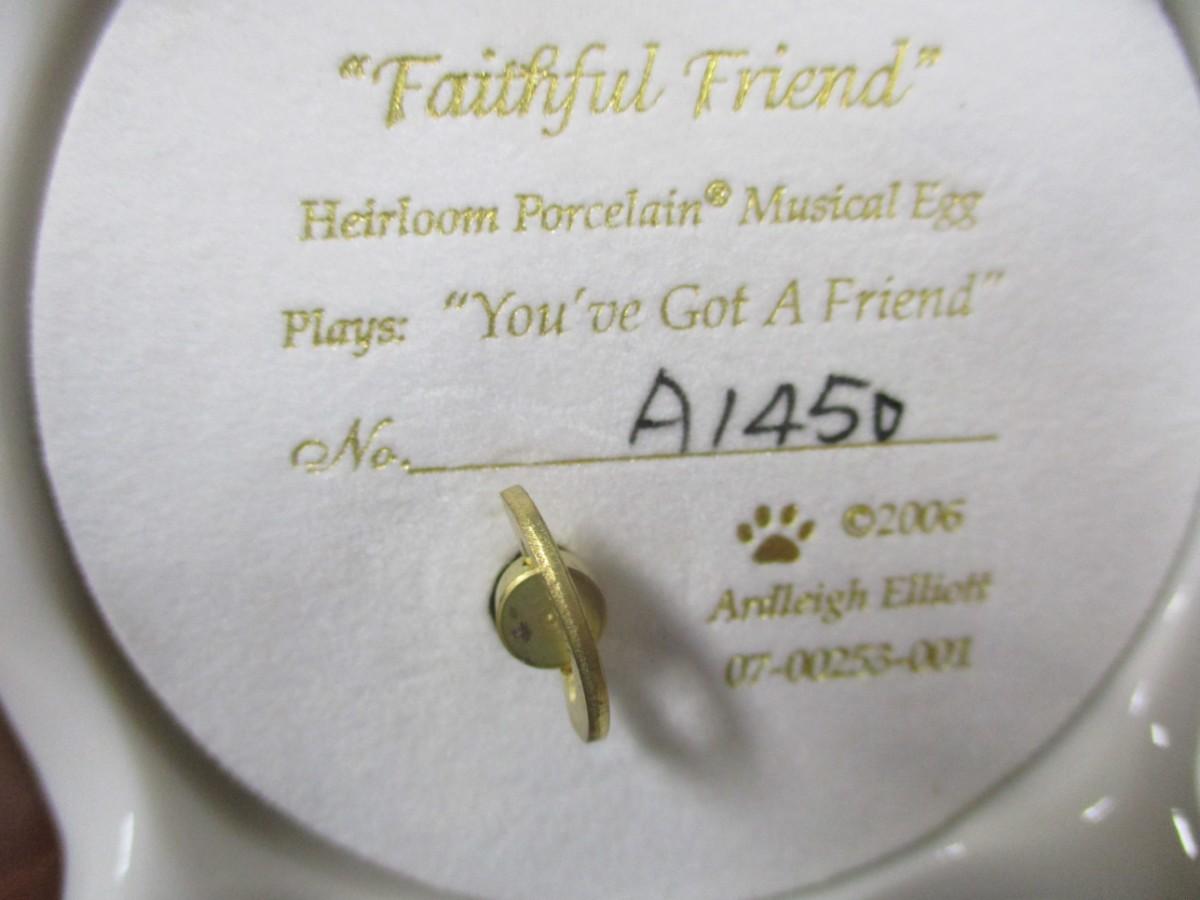 “Faithful Friend”
Heirloom Porcelain® Musical Egg
Plays: “You've Got A Friend”
No. A1450
©2006
Ardleigh Elliott
07-00253-001